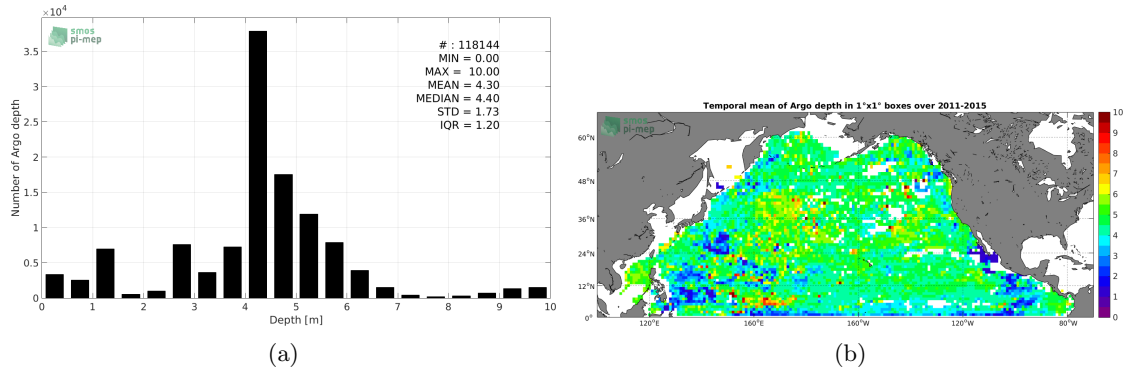 ×10⁴
smos
pi-mep
# : 118144
MIN = 0.00
MAX = 10.00
MEAN = 4.30
MEDIAN = 4.40
STD = 1.73
IQR = 1.20
Number of Argo depth
3.5
3
2.5
2
1.5
1
0.5
0
0 1 2 3 4 5 6 7 8 9 10
Depth [m]
(a)
Temporal mean of Argo depth in 1°x1° boxes over 2011-2015
smos
pi-mep
60°N
48°N
36°N
24°N
12°N
0°
120°E 160°E 160°W 120°W 80°W
10
9
8
7
6
5
4
3
2
1
0
(b)